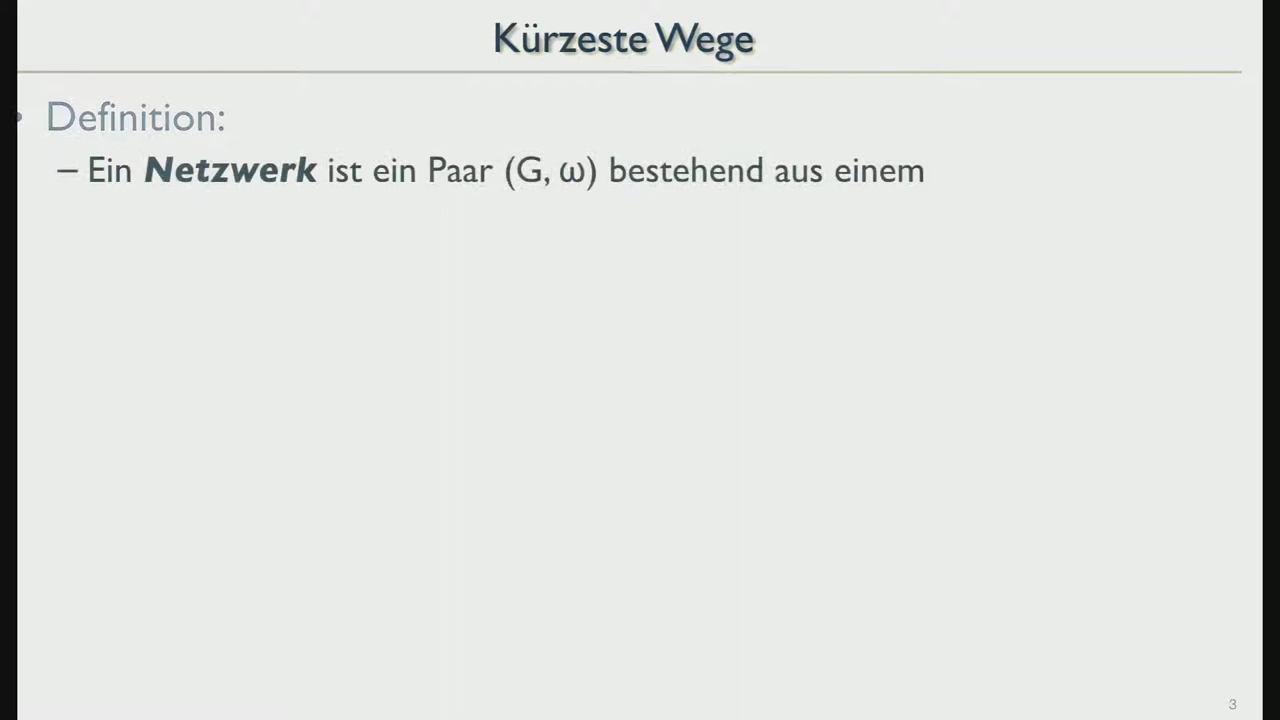 Kürzeste Wege
• Definition:
– Ein Netzwerk ist ein Paar (G, ω) bestehend aus einem
3